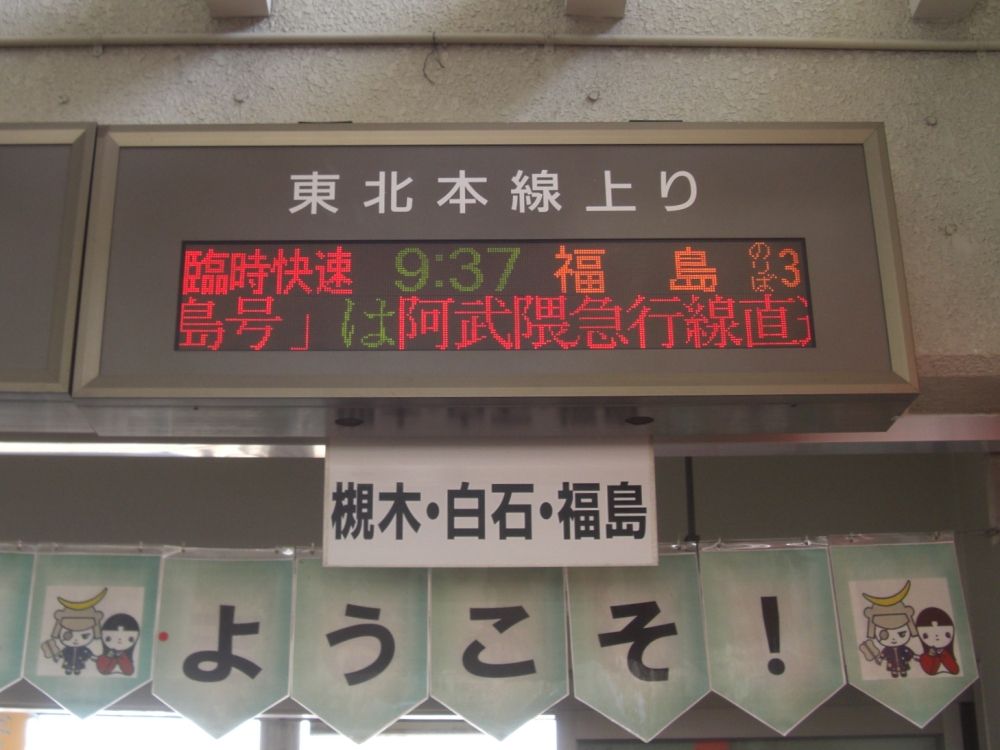 東北本線上り
臨時快速 9:37 福島 のりば 3
島号」は阿武隈急行線直
槻木・白石・福島
ようこそ!